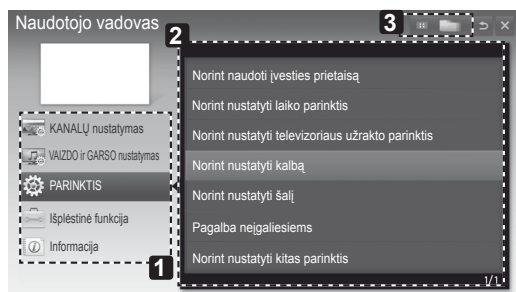 Naudotojo vadovas
2
3
KANALŲ nustatymas
VAIZDO ir GARSO nustatymas
PARINKTIS
Išplėstinė funkcija
Informacija
1
Norint naudoti įvesties prietaisą
Norint nustatyti laiko parinktis
Norint nustatyti televizoriaus užrakto parinktis
Norint nustatyti kalbą
Norint nustatyti šalį
Pagalba neįgaliesiems
Norint nustatyti kitas parinktis
1/1